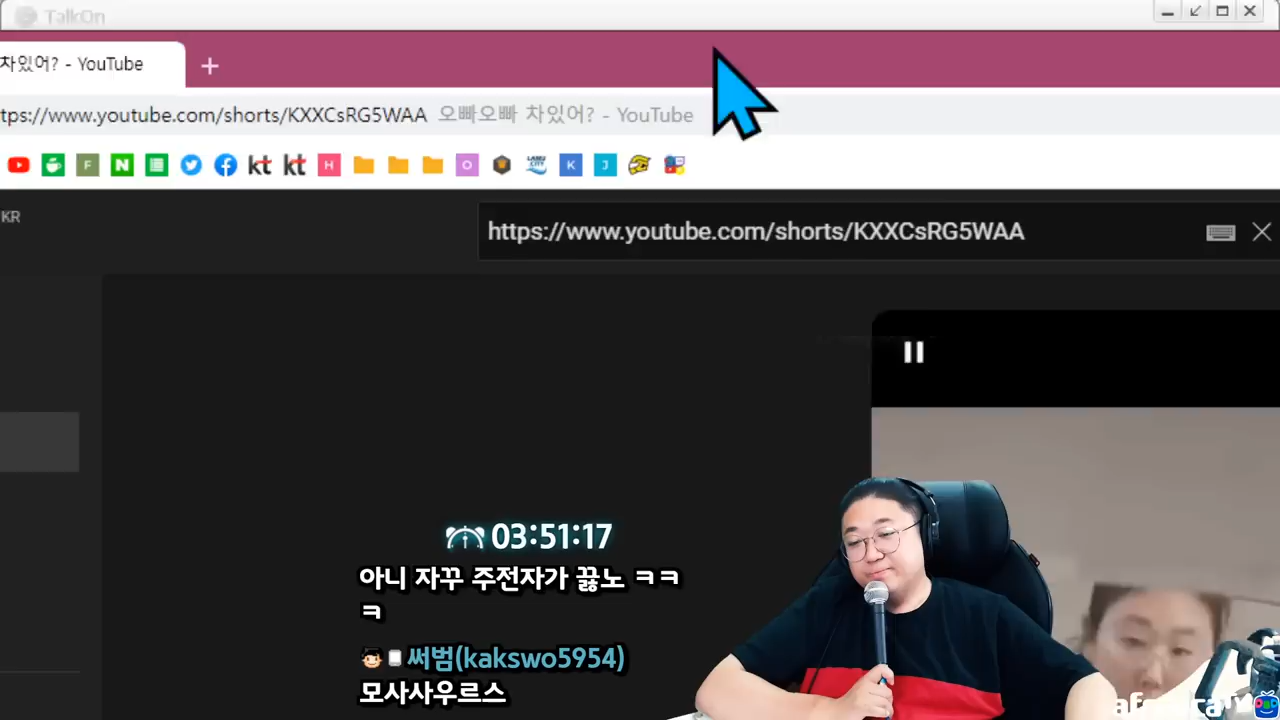 TalkOn
차있어? - YouTube
tps://www.youtube.com/shorts/KXXCsRG5WAA 오빠오빠 차있어? - YouTube
F N kt kt H O K J
KR
https://www.youtube.com/shorts/KXXCsRG5WAA
03:51:17
아니 자꾸 주전자가 끓노 ㅋㅋ
ㅋ
써범(kakswo5954)
모사사우르스